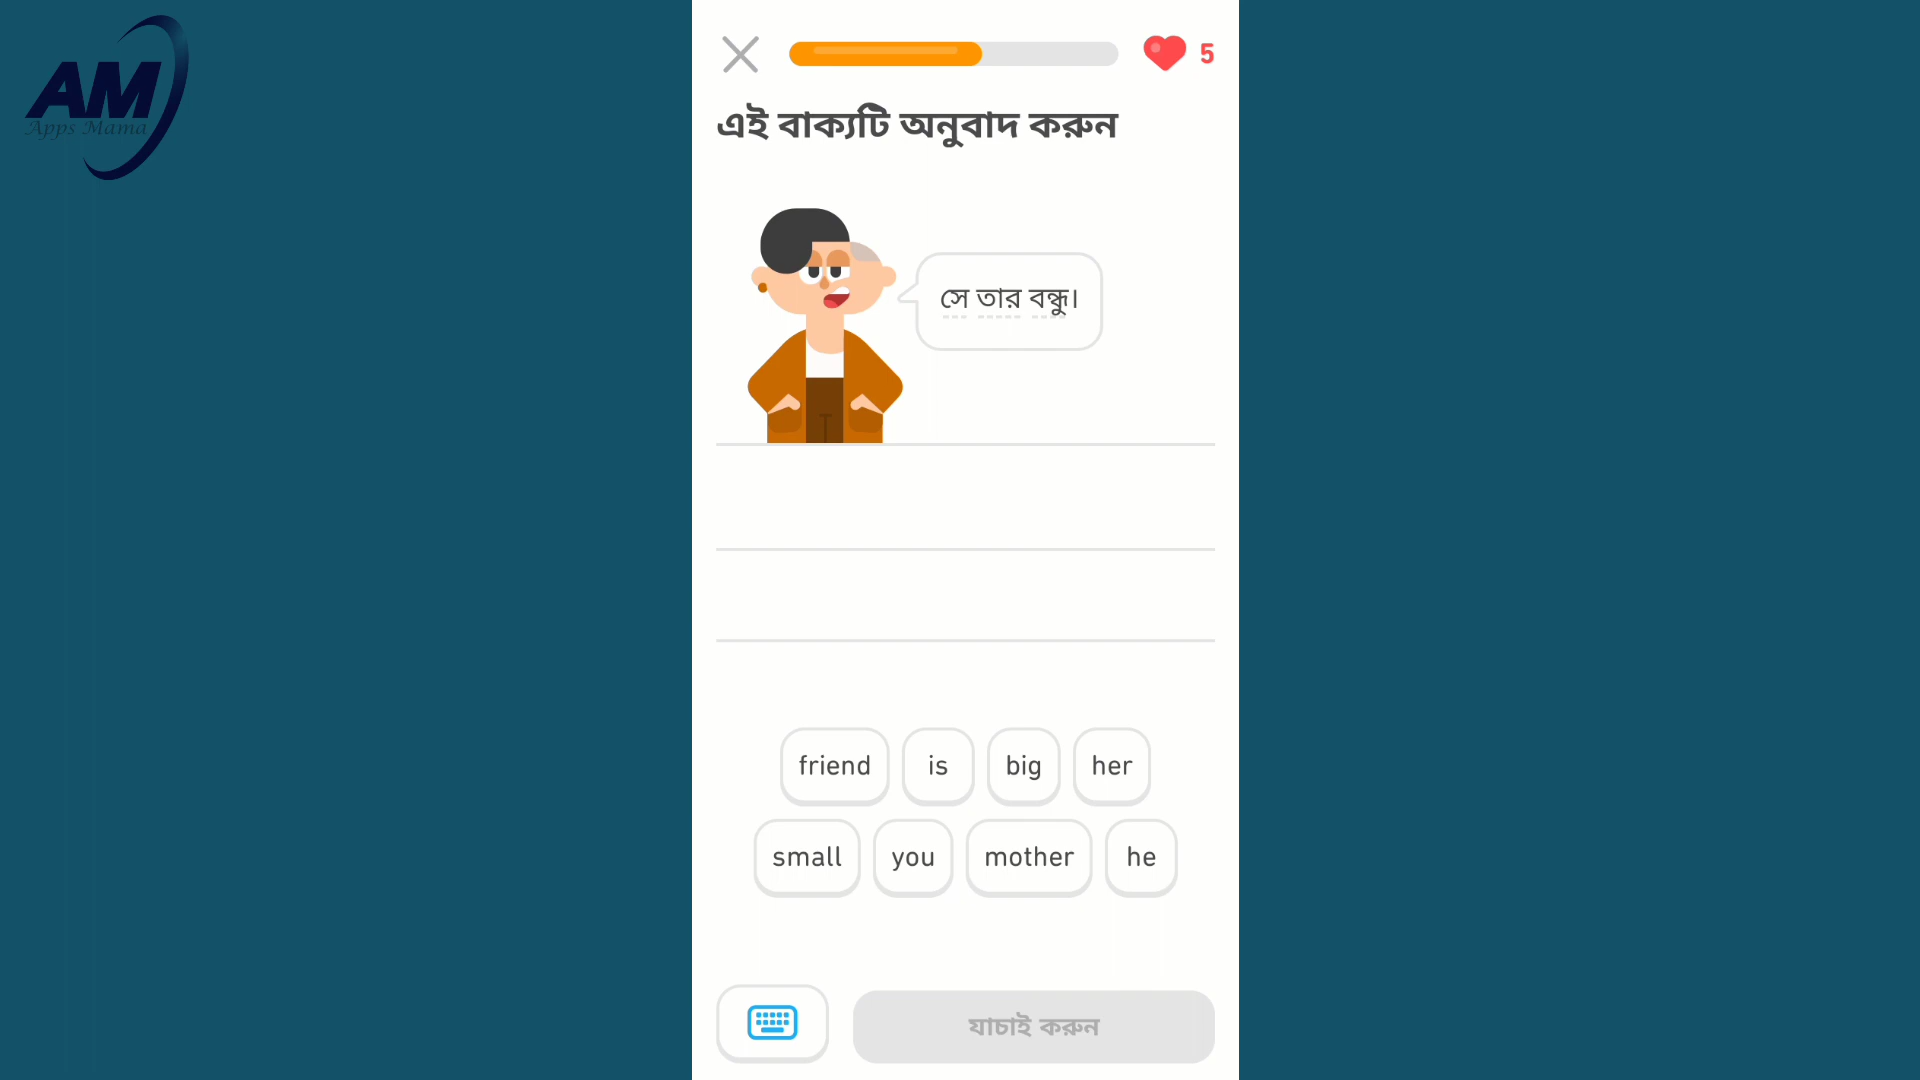 AM
Apps Mama
5
এই বাক্যটি অনুবাদ করুন
সে তার বন্ধু।
friend is big her
small you mother he
যাচাই করুন